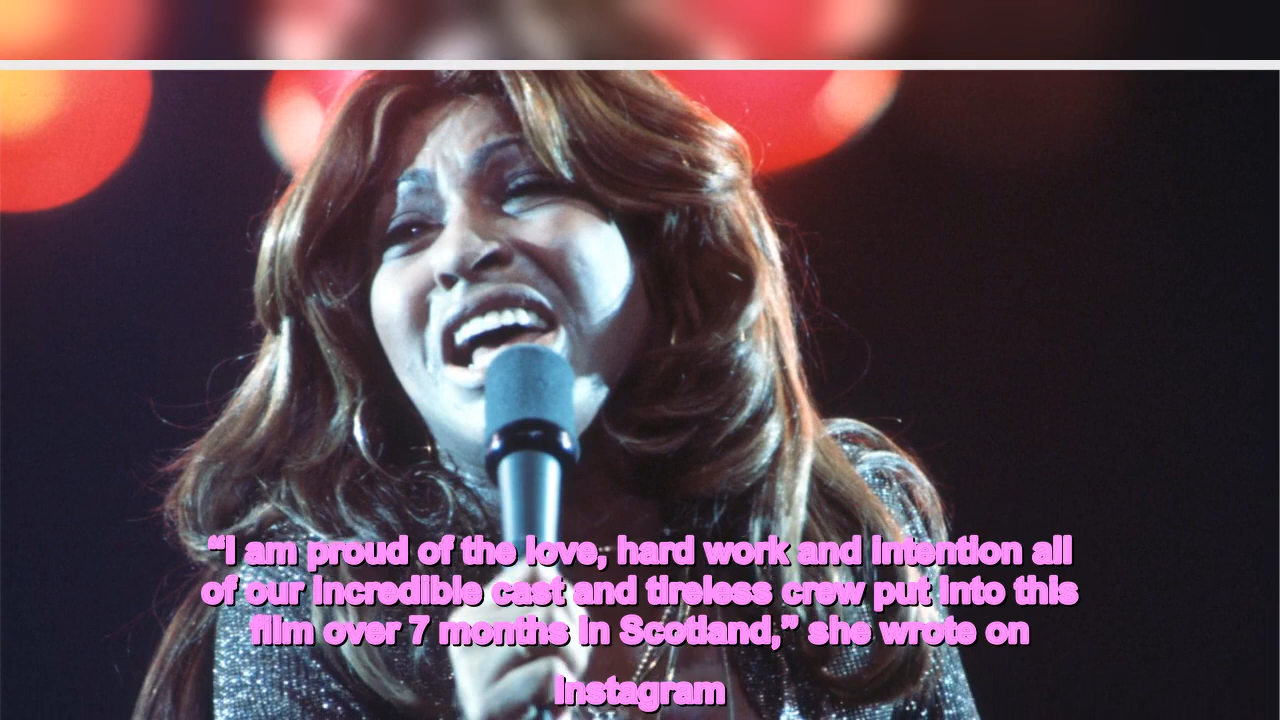 “I am proud of the love, hard work and intention all
of our incredible cast and tireless crew put into this
film over 7 months in Scotland,” she wrote on
Instagram